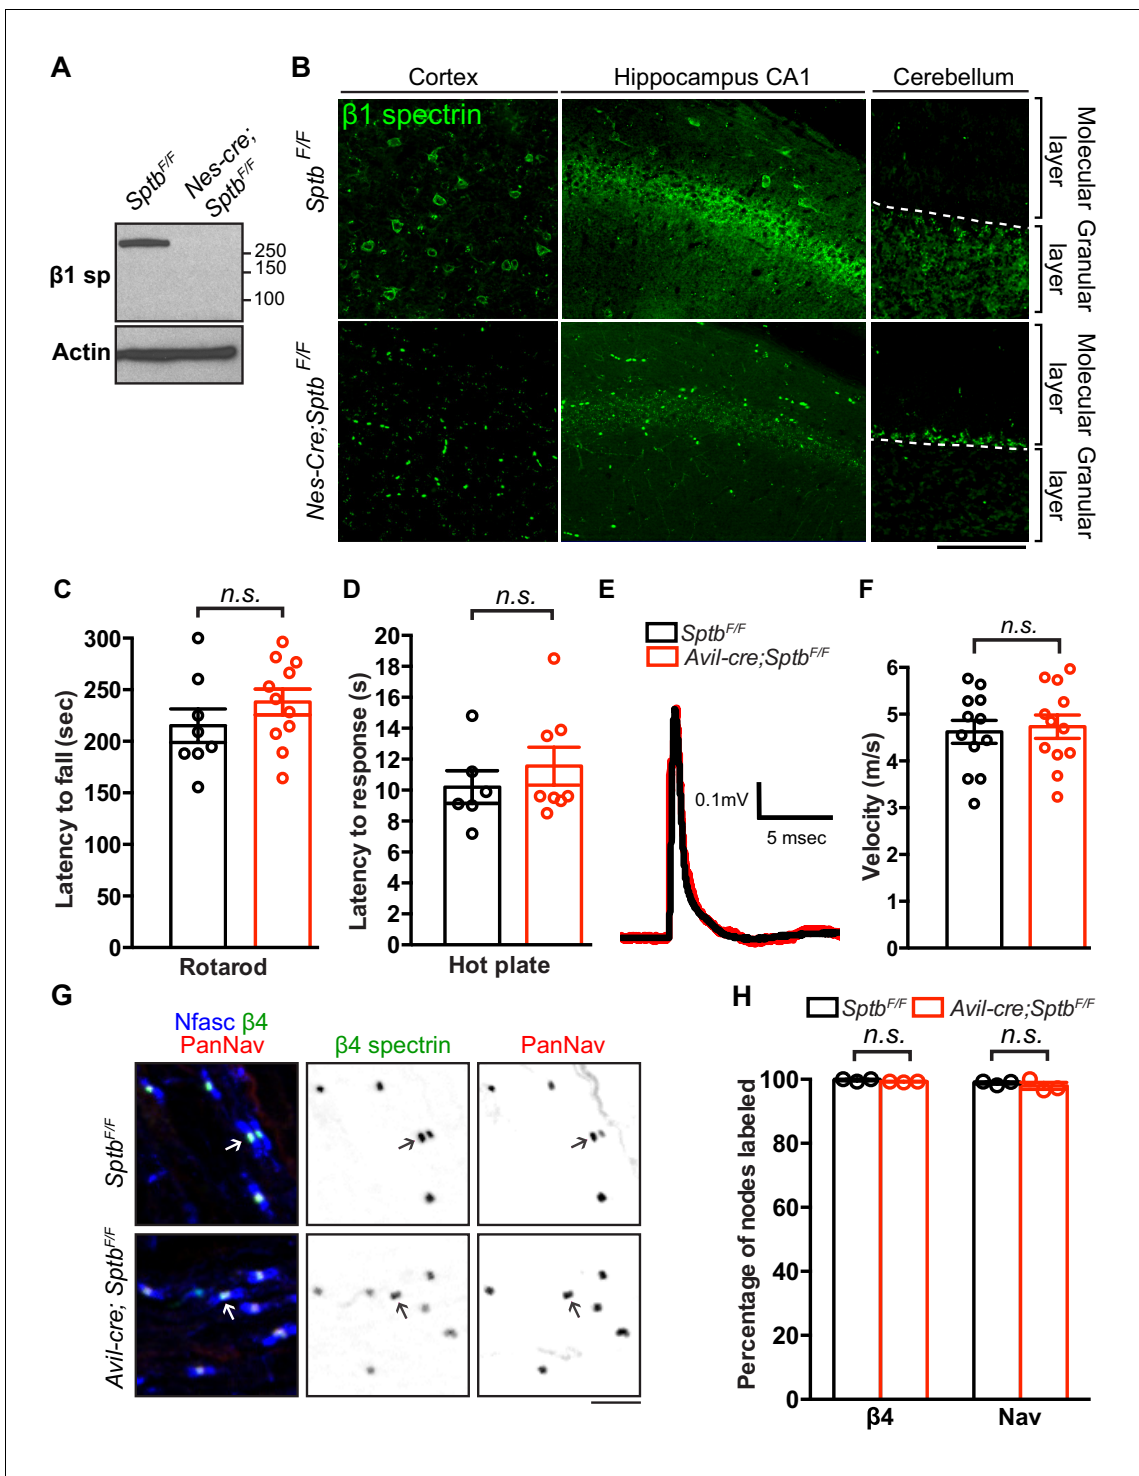 A
Sptb^F/F
Nes-cre;
Sptb^F/F
β1 sp
250
150
100
Actin
B
Cortex
Hippocampus CA1
Cerebellum
β1 spectrin
Sptb^F/F
Nes-Cre;Sptb^F/F
Molecular layer
Granular layer
Molecular layer
Granular layer
C
n.s.
Latency to fall (sec)
300
250
200
150
100
50
0
Rotarod
D
n.s.
Latency to response (s)
20
18
16
14
12
10
8
6
4
2
0
Hot plate
E
Sptb^F/F
Avil-cre;Sptb^F/F
0.1mV
5 msec
F
n.s.
Velocity (m/s)
6
5
4
3
2
1
0
G
Nfasc β4
PanNav
β4 spectrin
PanNav
Sptb^F/F
Avil-cre; Sptb^F/F
H
Sptb^F/F
Avil-cre;Sptb^F/F
n.s.
n.s.
Percentage of nodes labeled
100
80
60
40
20
0
β4
Nav